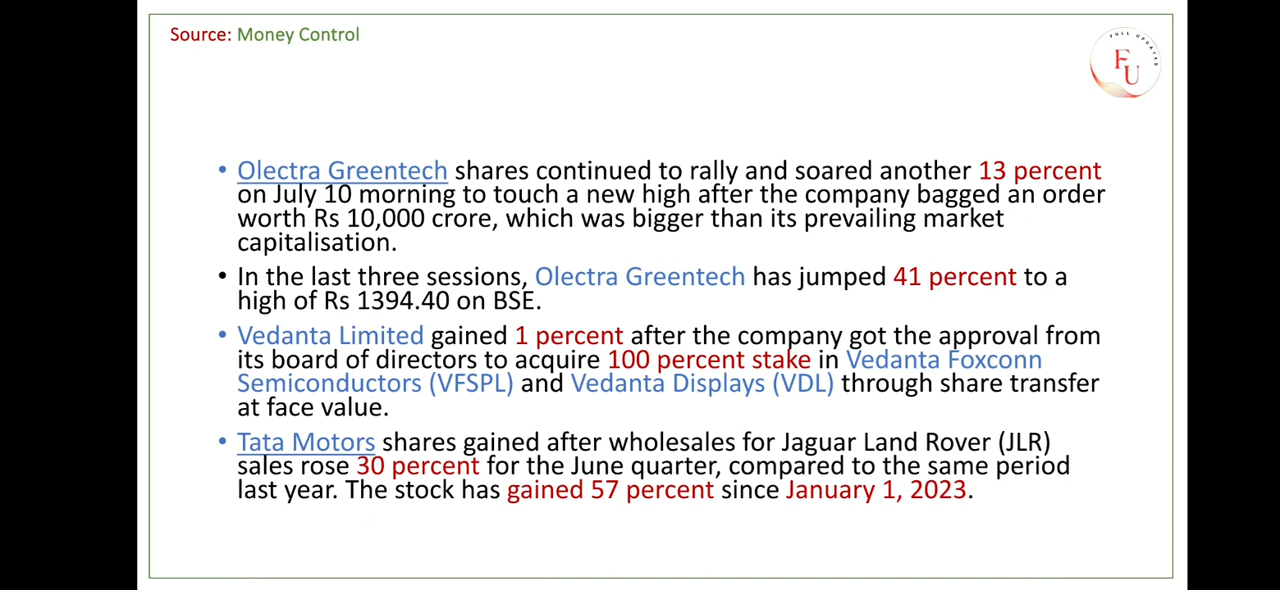 Source: Money Control
FULL UPDATES
FU
• Olectra Greentech shares continued to rally and soared another 13 percent
on July 10 morning to touch a new high after the company bagged an order
worth Rs 10,000 crore, which was bigger than its prevailing market
capitalisation.
• In the last three sessions, Olectra Greentech has jumped 41 percent to a
high of Rs 1394.40 on BSE.
• Vedanta Limited gained 1 percent after the company got the approval from
its board of directors to acquire 100 percent stake in Vedanta Foxconn
Semiconductors (VFSPL) and Vedanta Displays (VDL) through share transfer
at face value.
• Tata Motors shares gained after wholesales for Jaguar Land Rover (JLR)
sales rose 30 percent for the June quarter, compared to the same period
last year. The stock has gained 57 percent since January 1, 2023.